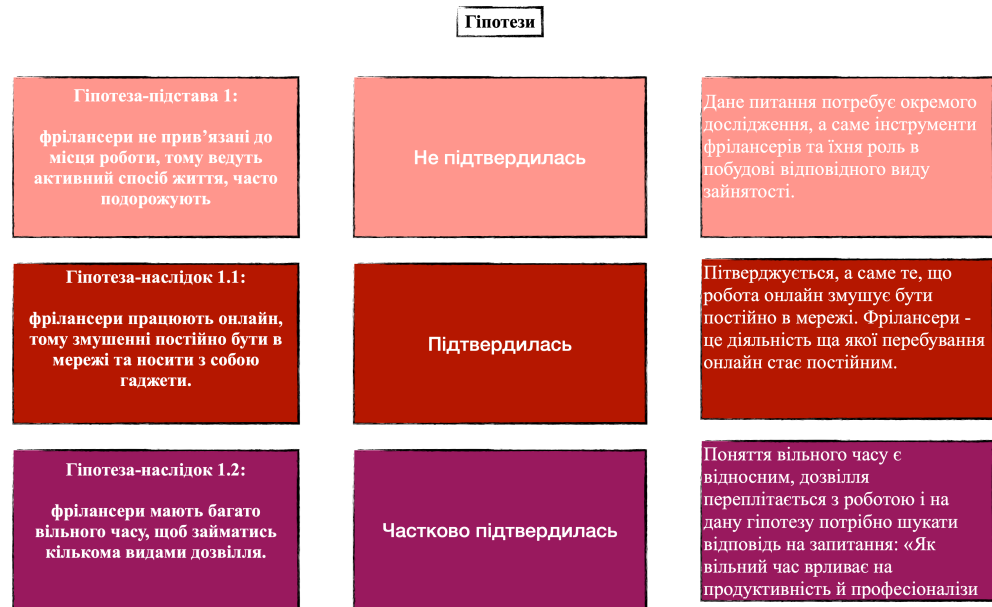 Гіпотези
Гіпотеза-підстава 1:
фрілансери не прив’язані до
місця роботи, тому ведуть
активний спосіб життя, часто
подорожують
Не підтвердилась
Дане питання потребує окремого
дослідження, а саме інструменти
фрілансерів та їхня роль в
побудові відповідного виду
зайнятості.
Гіпотеза-наслідок 1.1:
фрілансери працюють онлайн,
тому змушенні постійно бути в
мережі та носити з собою
гаджети.
Підтвердилась
Пітверджується, а саме те, що
робота онлайн змушує бути
постійно в мережі. Фрілансери -
це діяльність ща якої перебування
онлайн стає постійним.
Гіпотеза-наслідок 1.2:
фрілансери мають багато
вільного часу, щоб займатись
кількома видами дозвілля.
Частково підтвердилась
Поняття вільного часу є
відносним, дозвілля
переплітається з роботою і на
дану гіпотезу потрібно шукати
відповідь на запитання: «Як
вільний час врливає на
продуктивність й професіоналізи